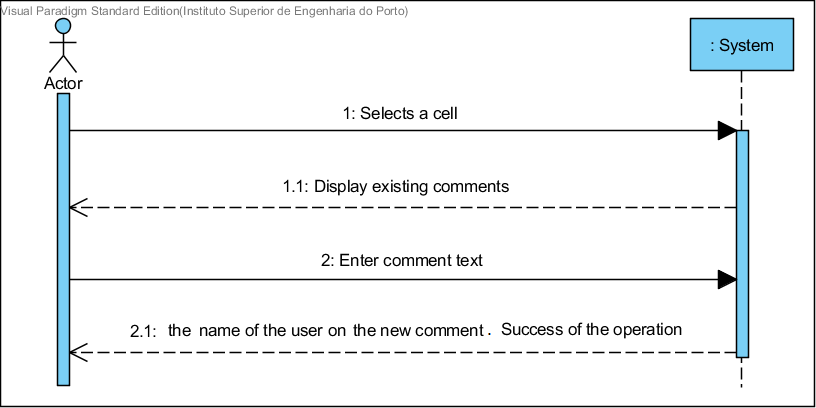 Visual Paradigm Standard Edition(Instituto Superior de Engenharia do Porto)
: System
Actor
1: Selects a cell
1.1: Display existing comments
2: Enter comment text
2.1: the name of the user on the new comment. Success of the operation